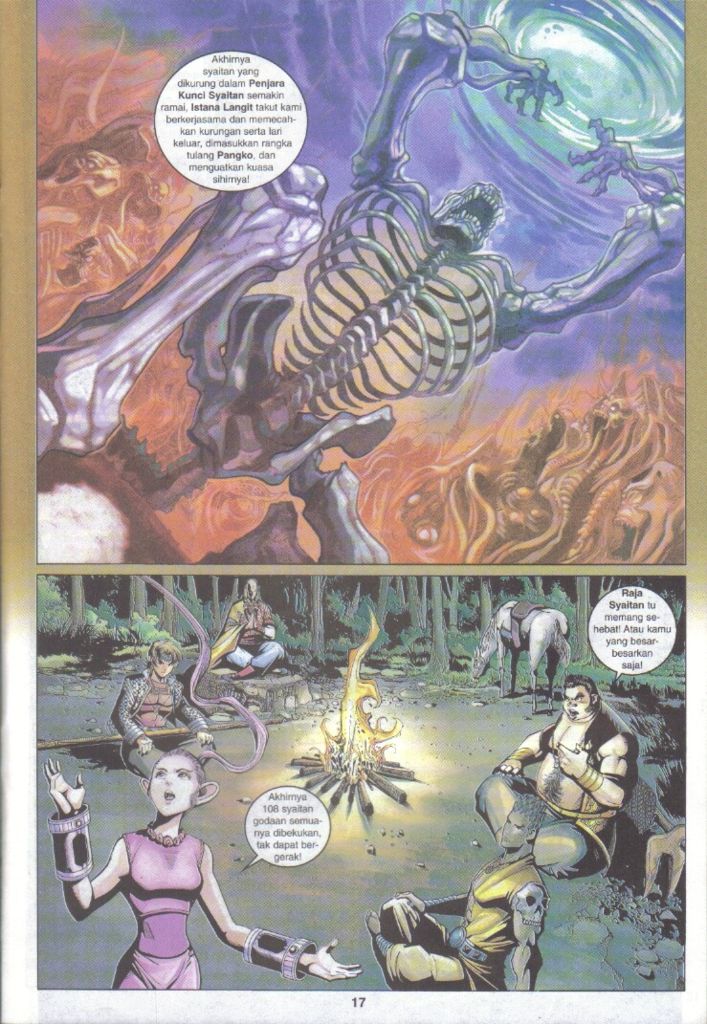 Akhirnya
syaitan yang
dikurung dalam Penjara
Kunci Syaitan semakin
ramai, Istana Langit takut kami
berkerjasama dan memecah-
kan kurungan serta lari
keluar, dimasukkan rangka
tulang Pangko, dan
menguatkan kuasa
sihirnya!
Raja
Syaitan tu
memang se-
hebat! Atau kamu
yang besar-
besarkan
saja!
Akhirnya
108 syaitan
godaan semua-
nya dibekukan,
tak dapat ber-
gerak!
17